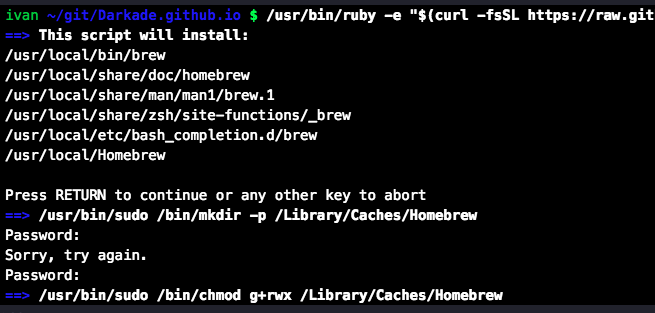 ivan ~/git/Darkade.github.io $ /usr/bin/ruby -e "$(curl -fsSL https://raw.git
==> This script will install:
/usr/local/bin/brew
/usr/local/share/doc/homebrew
/usr/local/share/man/man1/brew.1
/usr/local/share/zsh/site-functions/_brew
/usr/local/etc/bash_completion.d/brew
/usr/local/Homebrew
Press RETURN to continue or any other key to abort
==> /usr/bin/sudo /bin/mkdir -p /Library/Caches/Homebrew
Password:
Sorry, try again.
Password:
==> /usr/bin/sudo /bin/chmod g+rwx /Library/Caches/Homebrew